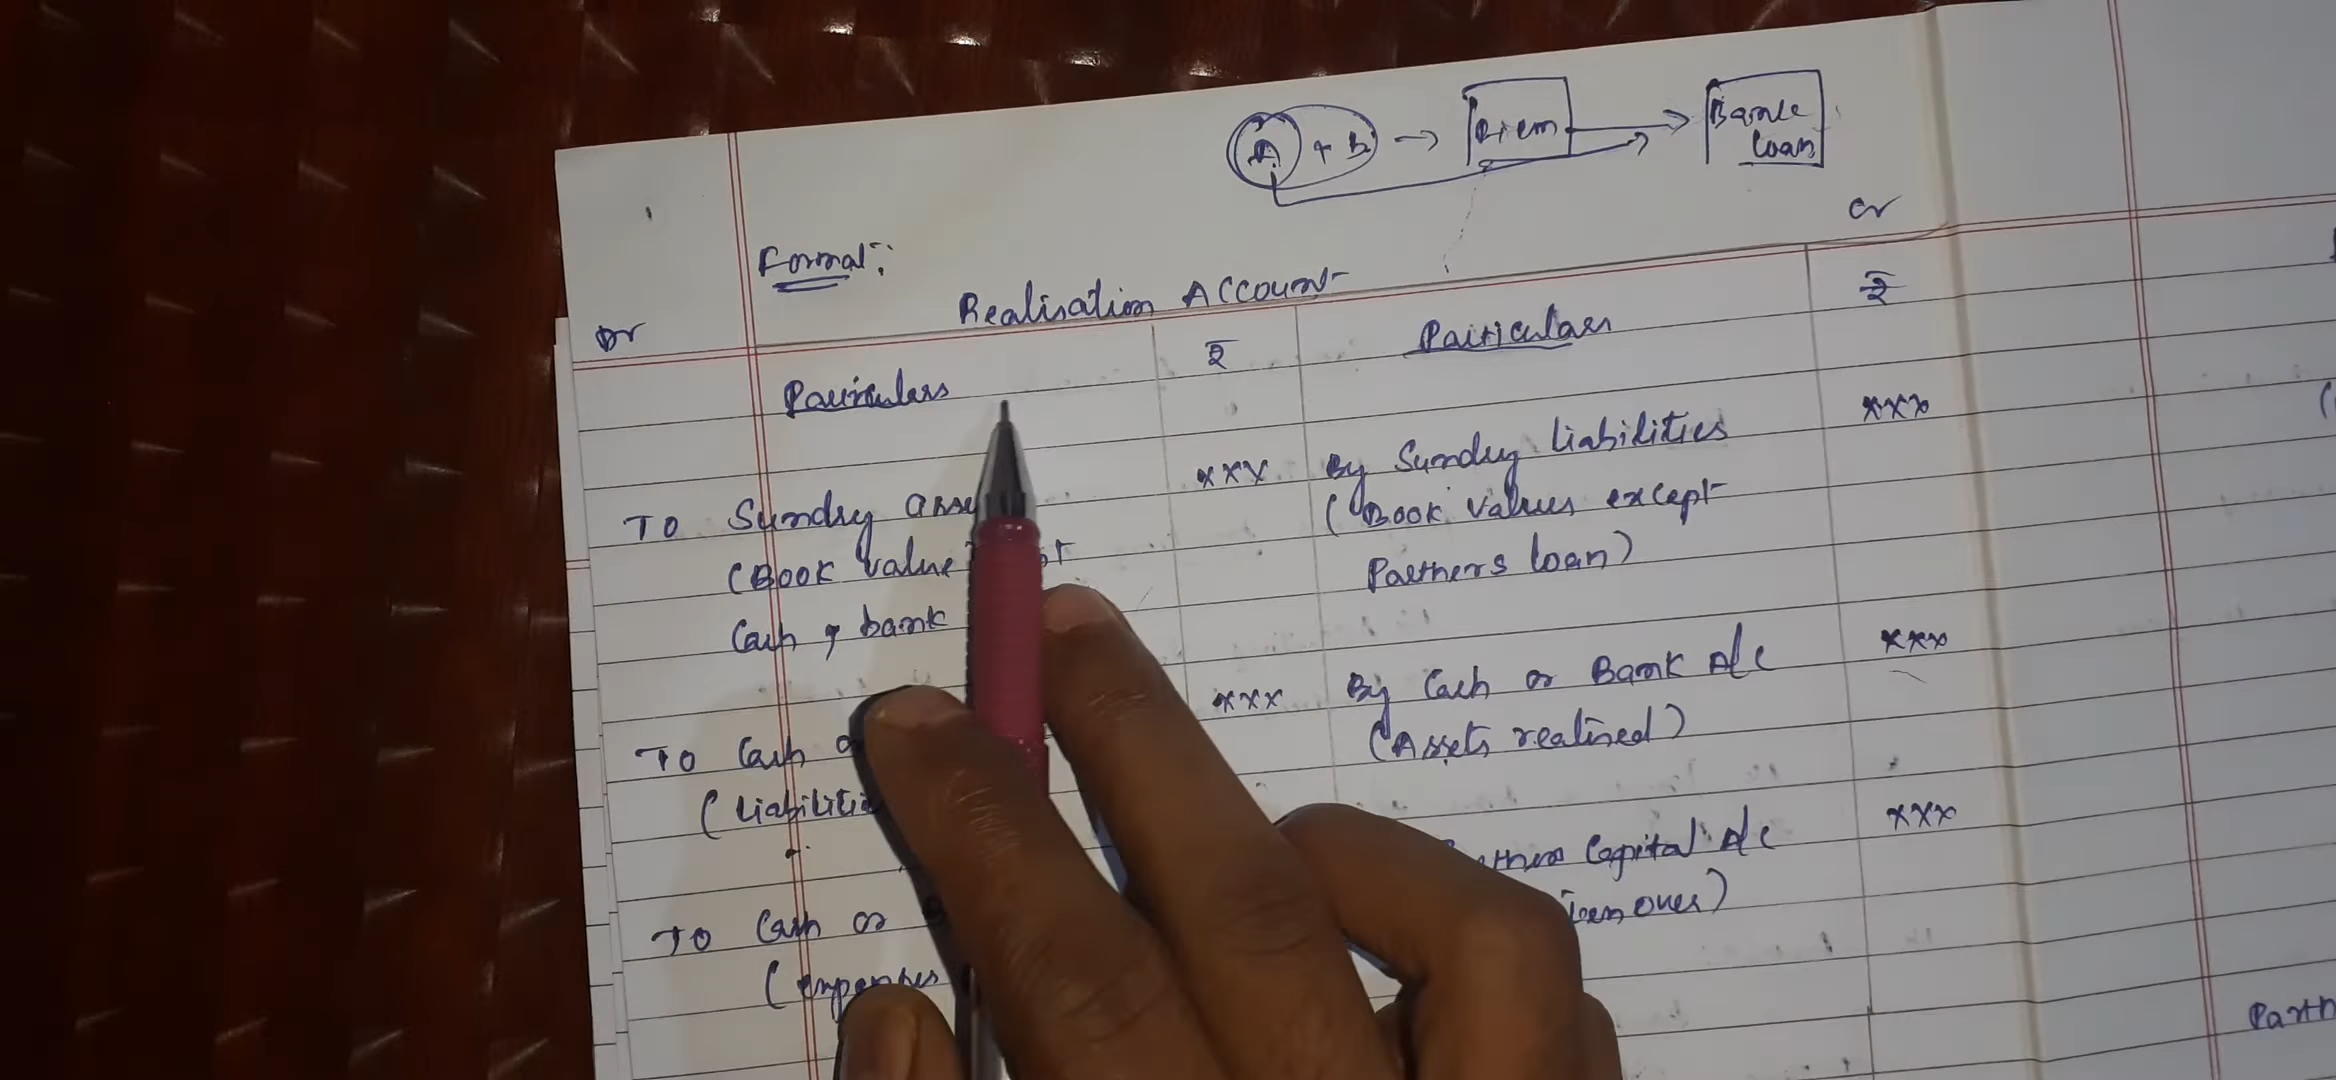 A + B → Firm → Bank
loan
Cr
Format:
Realisation Account
Dr
Particulars ₹ Particulars ₹
To Sundry By Sundry liabilities
xxx xxx
(Book value (Book values except
Cash & bank Partners loan)
To Cash xxx By Cash or Bank A/c xxx
(Assets realised)
Capital A/c xxx
To Cash or over)
(expenses